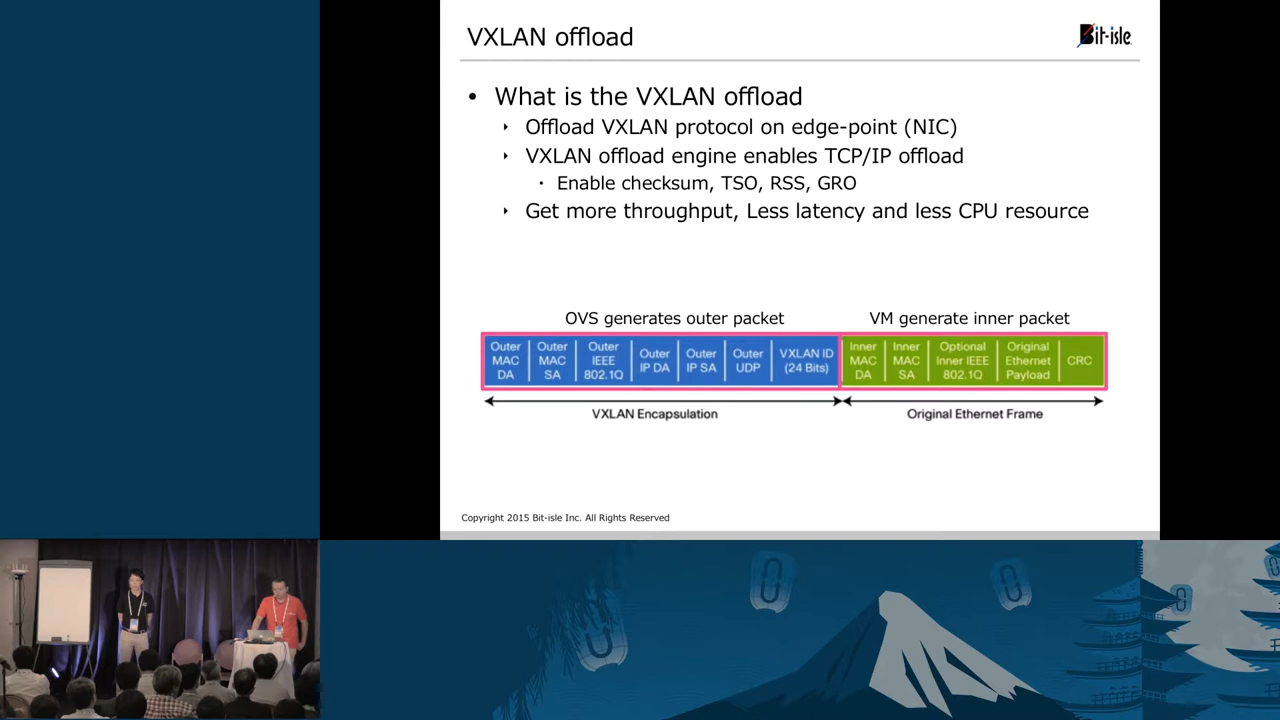 VXLAN offload
Bit-isle
• What is the VXLAN offload
‣ Offload VXLAN protocol on edge-point (NIC)
‣ VXLAN offload engine enables TCP/IP offload
▪ Enable checksum, TSO, RSS, GRO
‣ Get more throughput, Less latency and less CPU resource
OVS generates outer packet
VM generate inner packet
Outer MAC DA
Outer MAC SA
Outer IEEE 802.1Q
Outer IP DA
Outer IP SA
Outer UDP
VXLAN ID (24 Bits)
Inner MAC DA
Inner MAC SA
Optional Inner IEEE 802.1Q
Original Ethernet Payload
CRC
VXLAN Encapsulation
Original Ethernet Frame
Copyright 2015 Bit-isle Inc. All Rights Reserved